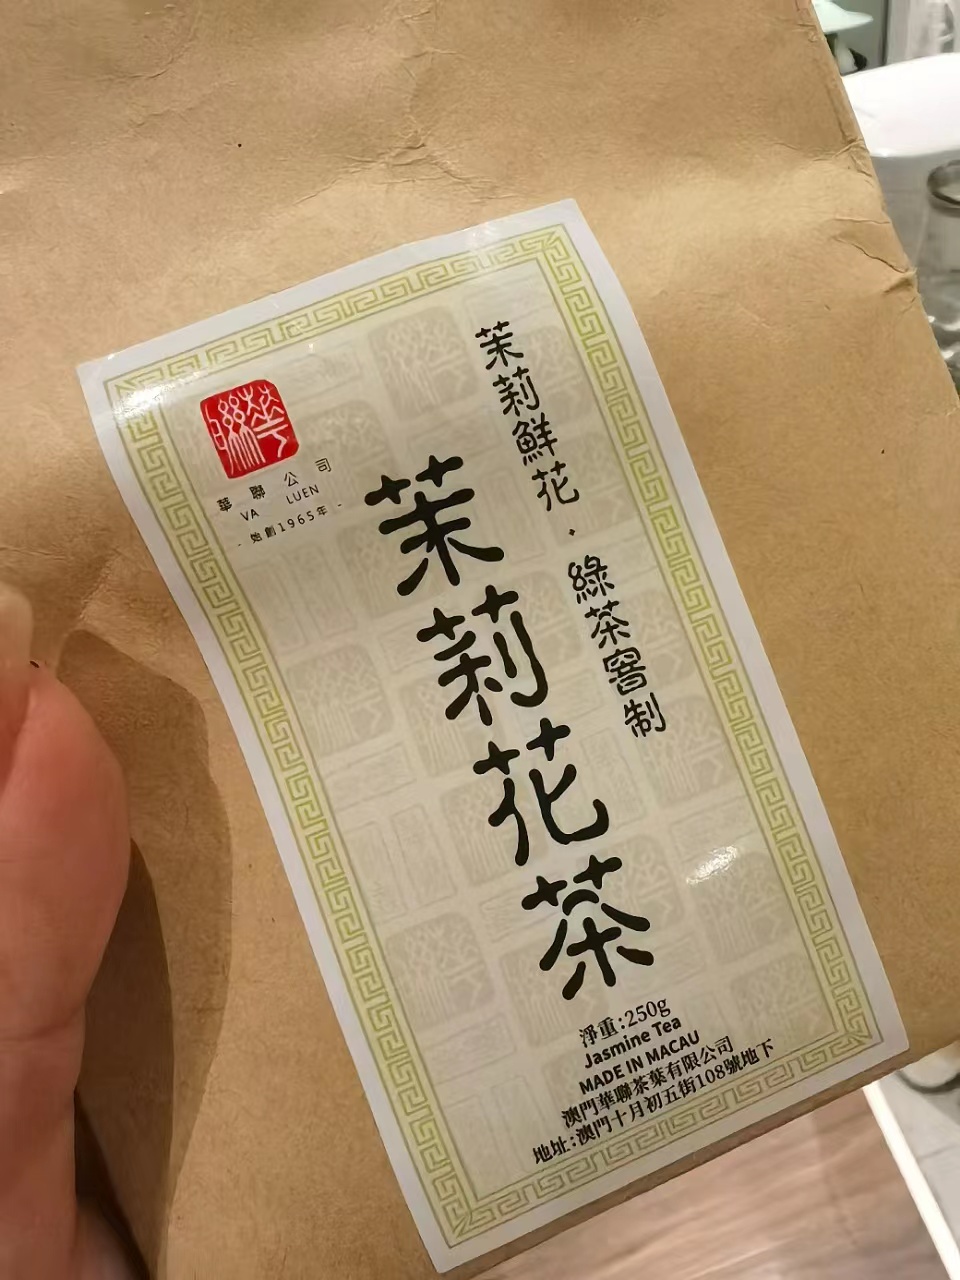 聯華
華聯公司
VA LUEN
- 始創1965年 -
茉莉鮮花·綠茶窨制
茉莉花茶
淨重:250g
Jasmine Tea
MADE IN MACAU
澳門華聯茶葉有限公司
地址:澳門十月初五街108號地下